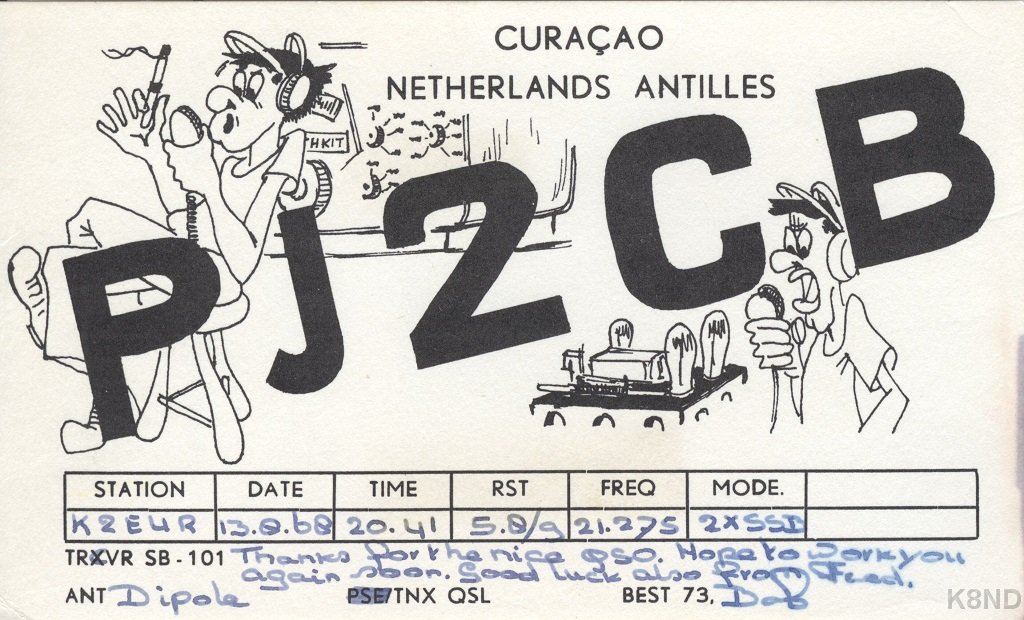 CURAÇAO
NETHERLANDS ANTILLES
HKIT
PJ2CB
STATION DATE TIME RST FREQ MODE.
K2EUR 13.8.68 20.41 5.8/9 21.275 2XSSB
TRXVR SB-101 Thanks for the nice QSO. Hope to work you
again soon. Good luck also from Fred.
ANT Dipole PSE/TNX QSL BEST 73, Dob
K8ND